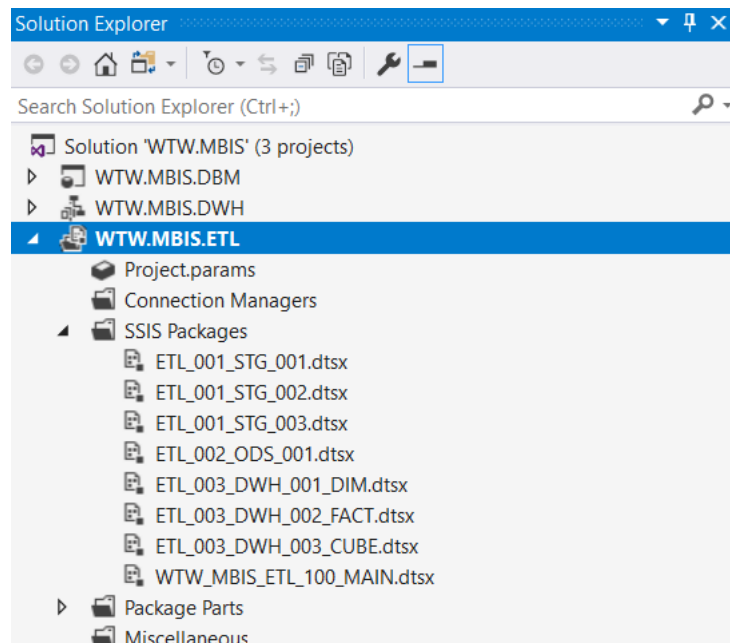 Solution Explorer
Search Solution Explorer (Ctrl+;)
Solution 'WTW.MBIS' (3 projects)
WTW.MBIS.DBM
WTW.MBIS.DWH
WTW.MBIS.ETL
Project.params
Connection Managers
SSIS Packages
ETL_001_STG_001.dtsx
ETL_001_STG_002.dtsx
ETL_001_STG_003.dtsx
ETL_002_ODS_001.dtsx
ETL_003_DWH_001_DIM.dtsx
ETL_003_DWH_002_FACT.dtsx
ETL_003_DWH_003_CUBE.dtsx
WTW_MBIS_ETL_100_MAIN.dtsx
Package Parts
Miscellaneous